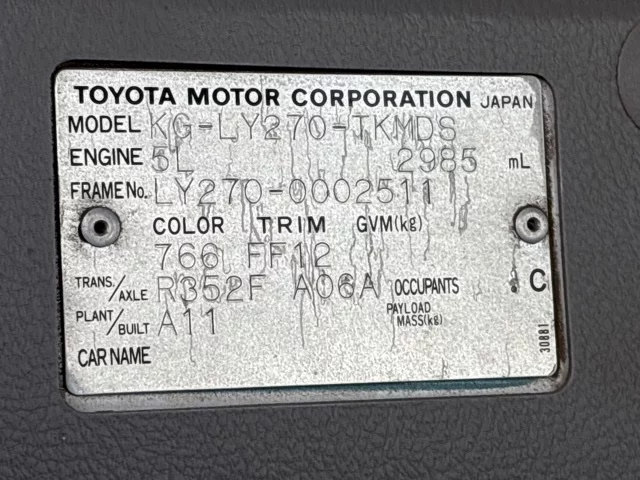 TOYOTA MOTOR CORPORATION JAPAN
MODEL KG-LY270-TKMDS
ENGINE 5L 2985 mL
FRAME No. LY270-0002511
COLOR TRIM GVM(kg)
766 FF12
TRANS./AXLE R352F A06A OCCUPANTS C
PLANT/BUILT A11 PAYLOAD MASS(kg)
CAR NAME
30881